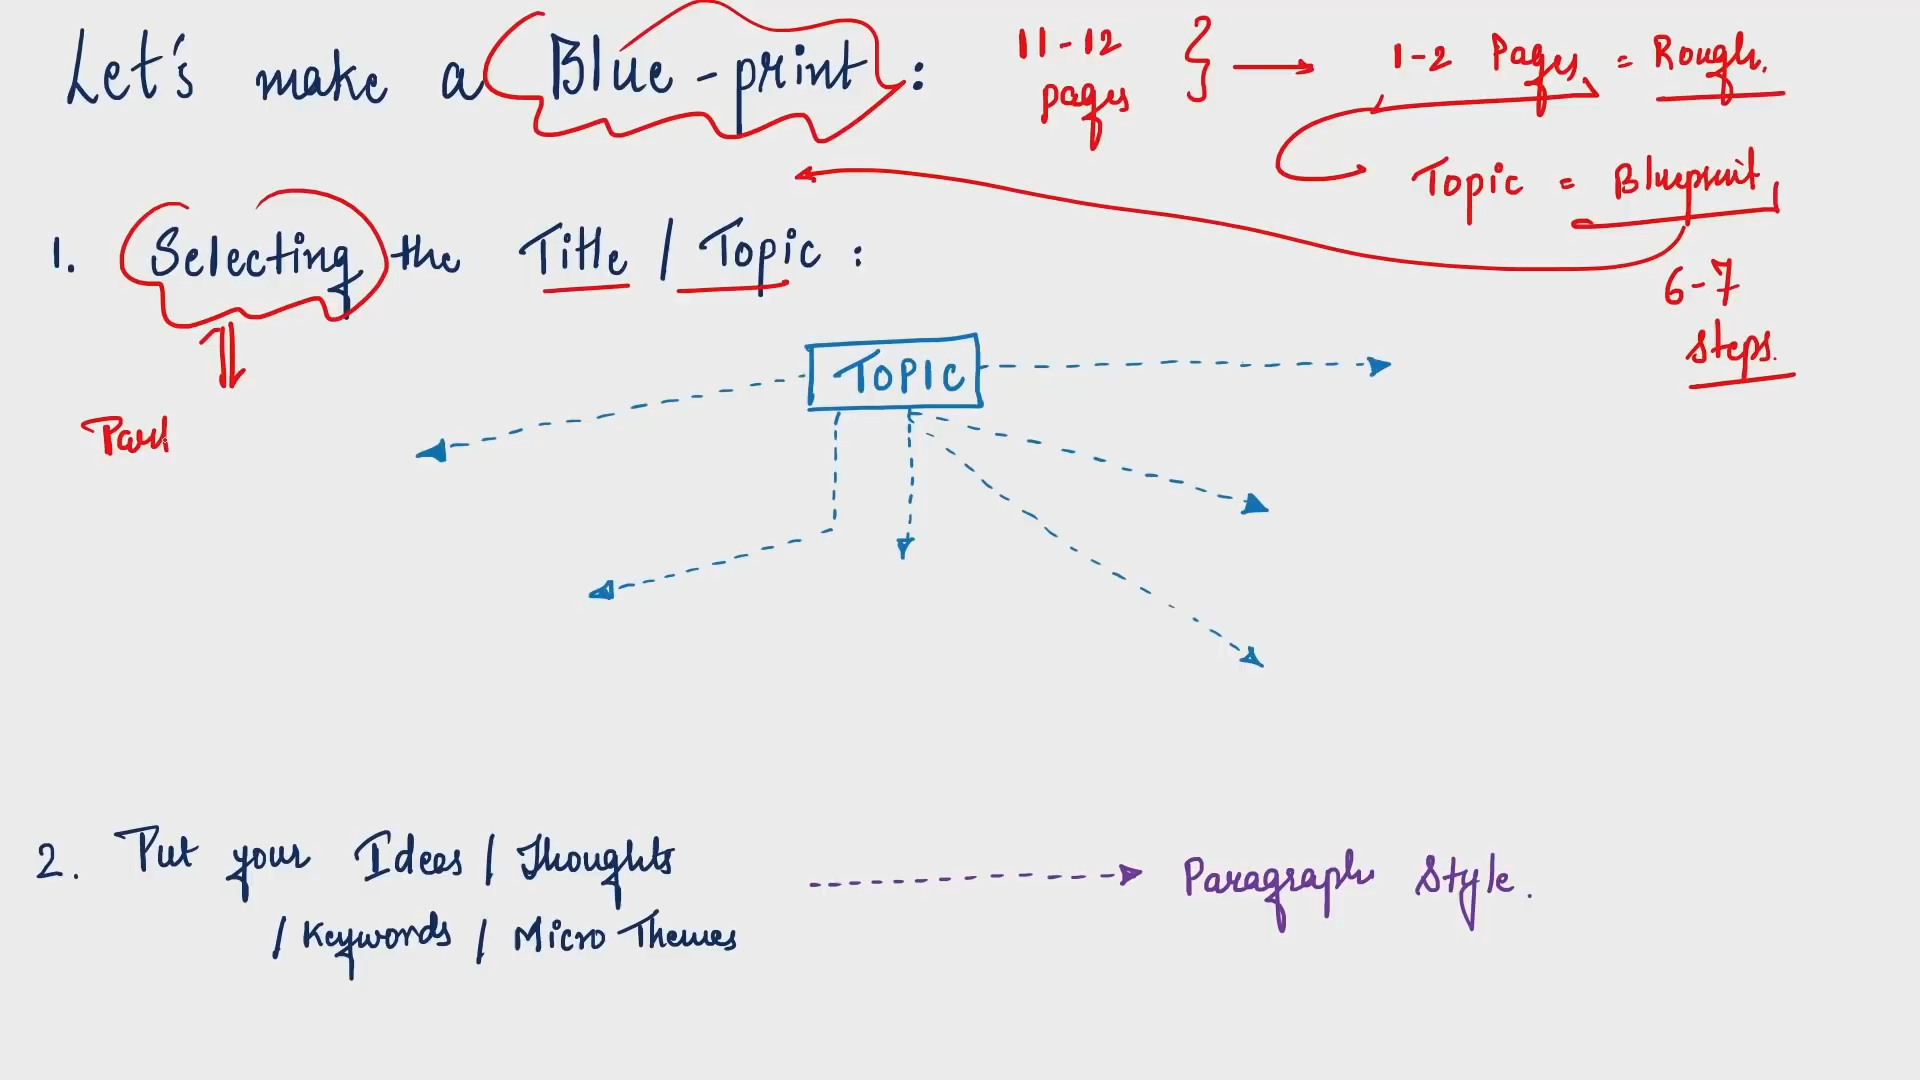 Let's make a Blue-print :
11-12 pages } → 1-2 Pages = Rough.
Topic = Blueprint
6-7 steps.
1. Selecting the Title / Topic :
TOPIC
2. Put your Ideas / Thoughts
/ Keywords / Micro Themes
Paragraph Style.